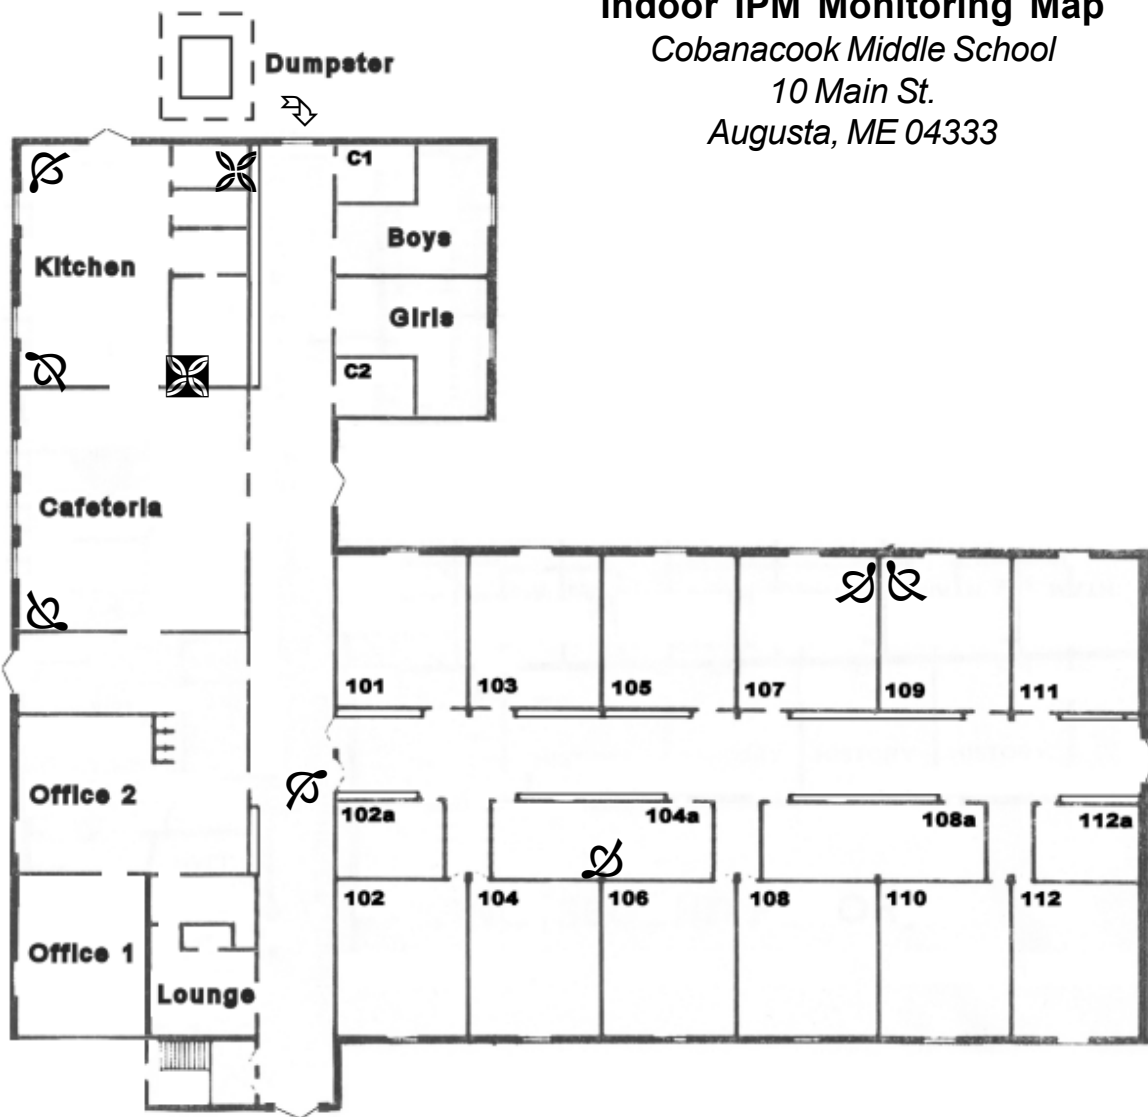 Indoor IPM Monitoring Map
Cobanacook Middle School
10 Main St.
Augusta, ME 04333
Dumpster
C1
Boys
Kitchen
Girls
C2
Cafeteria
101
103
105
107
109
111
Office 2
102a
104a
108a
112a
102
104
106
108
110
112
Office 1
Lounge